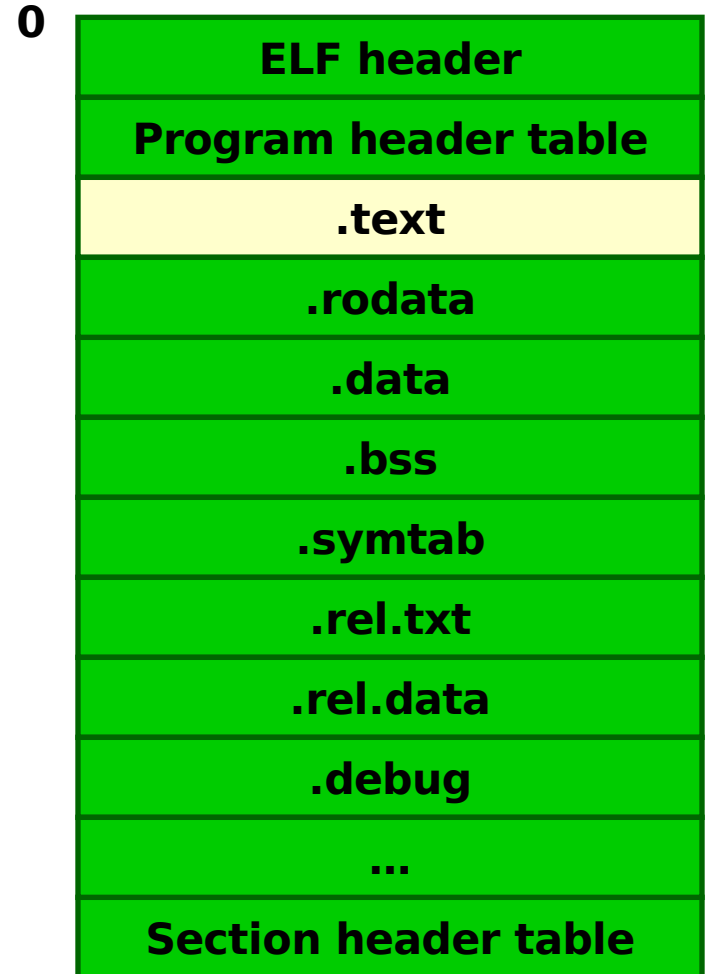 0
ELF header
Program header table
.text
.rodata
.data
.bss
.symtab
.rel.txt
.rel.data
.debug
...
Section header table